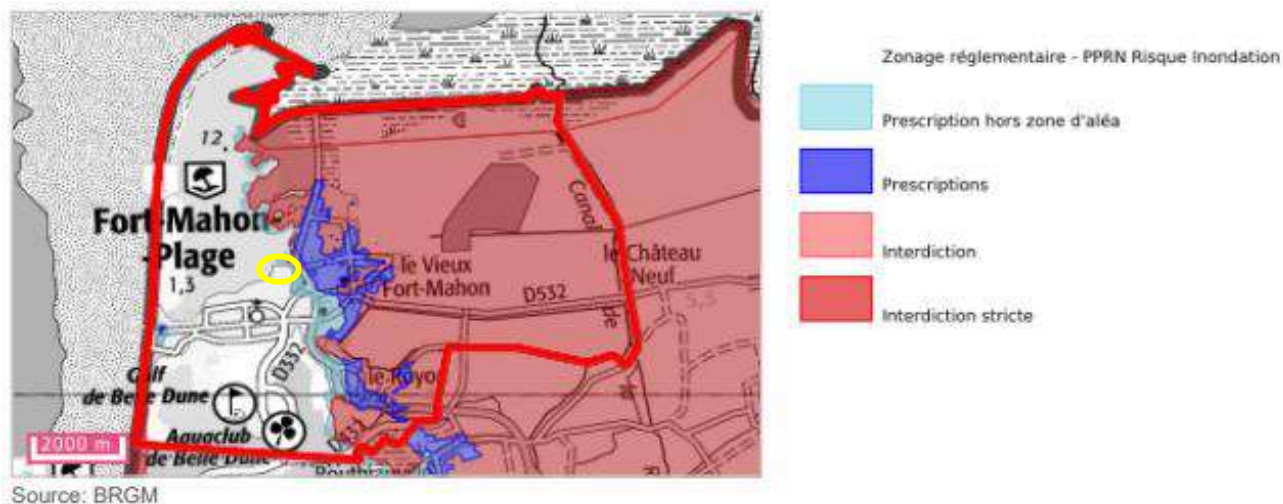 Zonage réglementaire - PPRN Risque Inondation
Prescription hors zone d'aléa
Prescriptions
Interdiction
Interdiction stricte
12
Fort-Mahon
-Plage
1,3
le Vieux
Fort-Mahon
D532
Canal
de
le Château
Neuf
5,5
D332
le Royon
Golf
de Belle Dune
Aquaclub
de Belle Dune
2000 m
Source: BRGM